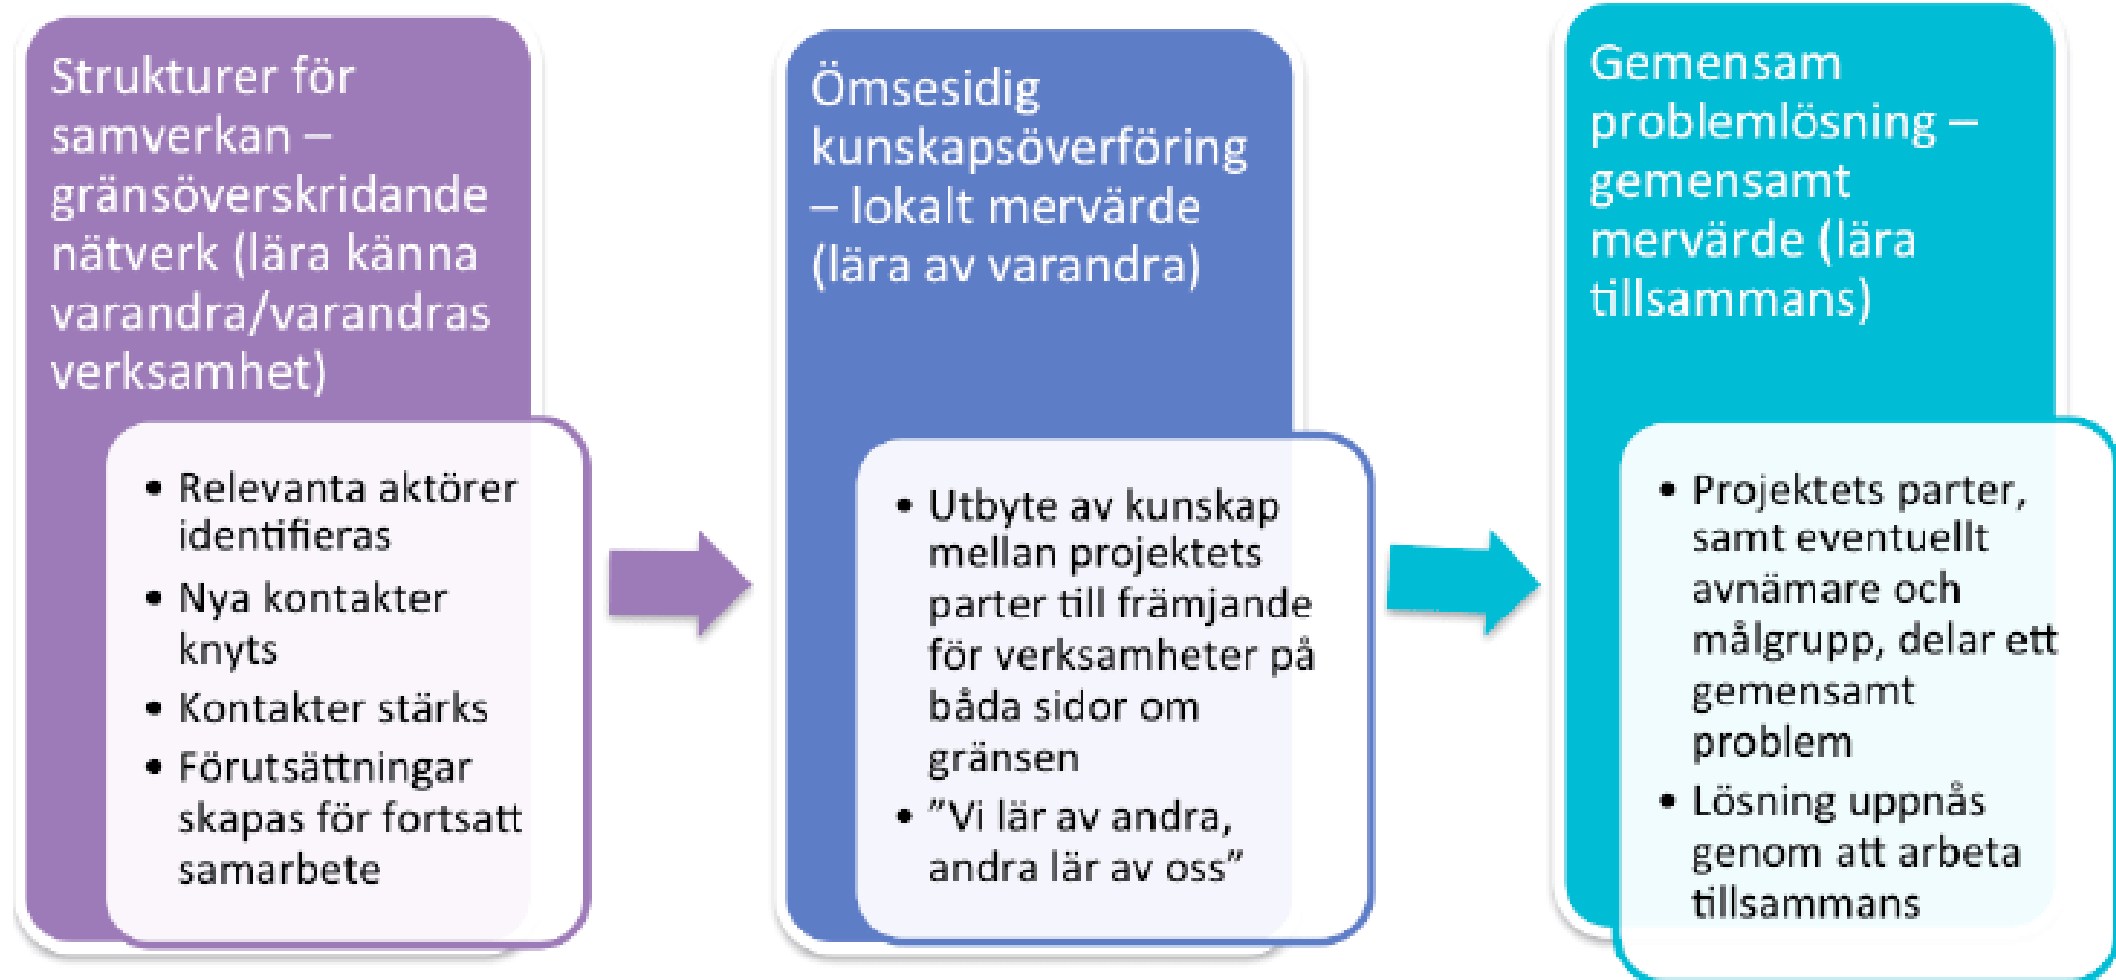 Strukturer för
samverkan –
gränsöverskridande
nätverk (lära känna
varandra/varandras
verksamhet)
• Relevanta aktörer
identifieras
• Nya kontakter
knyts
• Kontakter stärks
• Förutsättningar
skapas för fortsatt
samarbete
Ömsesidig
kunskapsöverföring
– lokalt mervärde
(lära av varandra)
• Utbyte av kunskap
mellan projektets
parter till främjande
för verksamheter på
båda sidor om
gränsen
• ”Vi lär av andra,
andra lär av oss”
Gemensam
problemlösning –
gemensamt
mervärde (lära
tillsammans)
• Projektets parter,
samt eventuellt
avnämare och
målgrupp, delar ett
gemensamt
problem
• Lösning uppnås
genom att arbeta
tillsammans